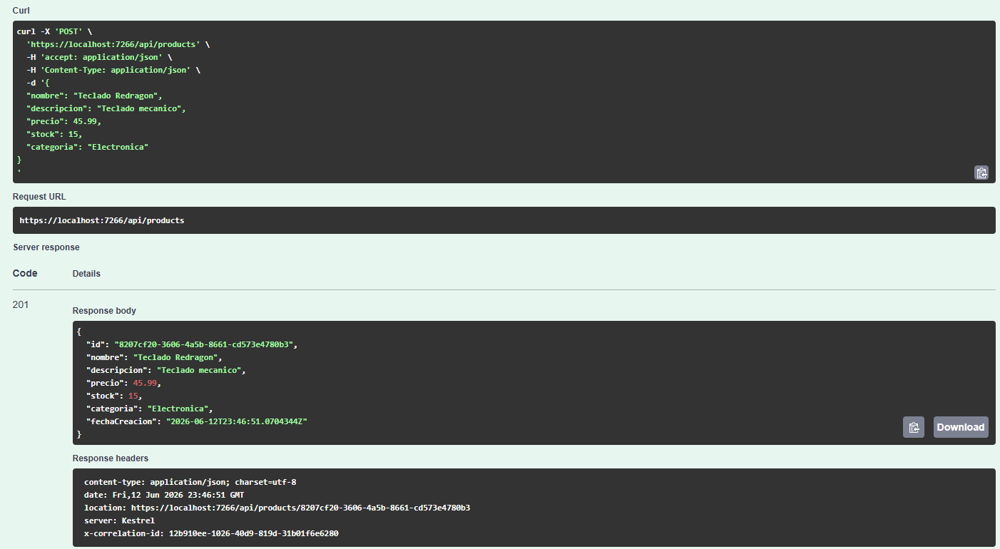 Curl
curl -X 'POST' \
  'https://localhost:7266/api/products' \
  -H 'accept: application/json' \
  -H 'Content-Type: application/json' \
  -d '{
  "nombre": "Teclado Redragon",
  "descripcion": "Teclado mecanico",
  "precio": 45.99,
  "stock": 15,
  "categoria": "Electronica"
}
'
Request URL
https://localhost:7266/api/products
Server response
Code Details
201
Response body
{
  "id": "8207cf20-3606-4a5b-8661-cd573e4780b3",
  "nombre": "Teclado Redragon",
  "descripcion": "Teclado mecanico",
  "precio": 45.99,
  "stock": 15,
  "categoria": "Electronica",
  "fechaCreacion": "2026-06-12T23:46:51.0704344Z"
}
Download
Response headers
content-type: application/json; charset=utf-8
date: Fri,12 Jun 2026 23:46:51 GMT
location: https://localhost:7266/api/products/8207cf20-3606-4a5b-8661-cd573e4780b3
server: Kestrel
x-correlation-id: 12b910ee-1026-40d9-819d-31b01f6e6280